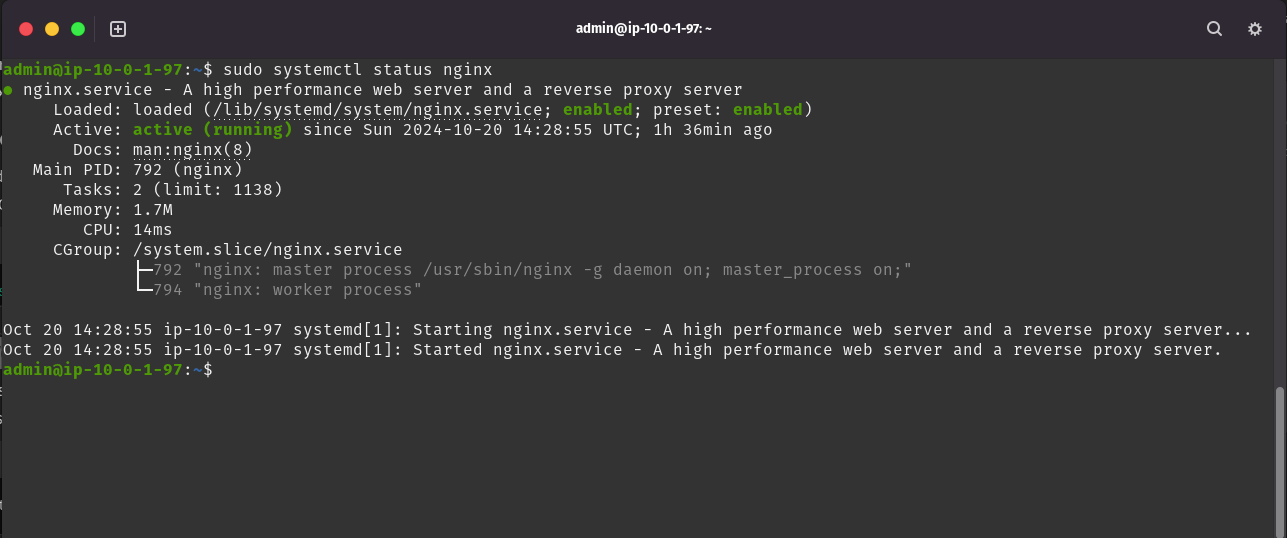 admin@ip-10-0-1-97: ~
admin@ip-10-0-1-97:~$ sudo systemctl status nginx
● nginx.service - A high performance web server and a reverse proxy server
Loaded: loaded (/lib/systemd/system/nginx.service; enabled; preset: enabled)
Active: active (running) since Sun 2024-10-20 14:28:55 UTC; 1h 36min ago
Docs: man:nginx(8)
Main PID: 792 (nginx)
Tasks: 2 (limit: 1138)
Memory: 1.7M
CPU: 14ms
CGroup: /system.slice/nginx.service
├─792 "nginx: master process /usr/sbin/nginx -g daemon on; master_process on;"
└─794 "nginx: worker process"
Oct 20 14:28:55 ip-10-0-1-97 systemd[1]: Starting nginx.service - A high performance web server and a reverse proxy server...
Oct 20 14:28:55 ip-10-0-1-97 systemd[1]: Started nginx.service - A high performance web server and a reverse proxy server.
admin@ip-10-0-1-97:~$